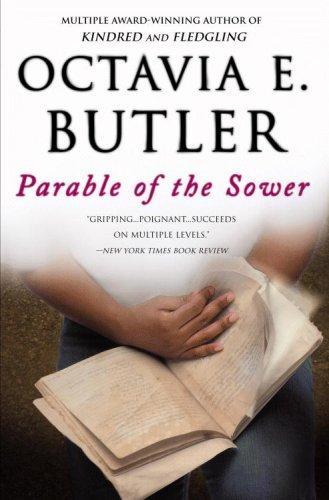 MULTIPLE AWARD-WINNING AUTHOR OF
KINDRED AND FLEDGLING
OCTAVIA E.
BUTLER
Parable of the Sower
"GRIPPING...POIGNANT...SUCCEEDS
ON MULTIPLE LEVELS."
—NEW YORK TIMES BOOK REVIEW